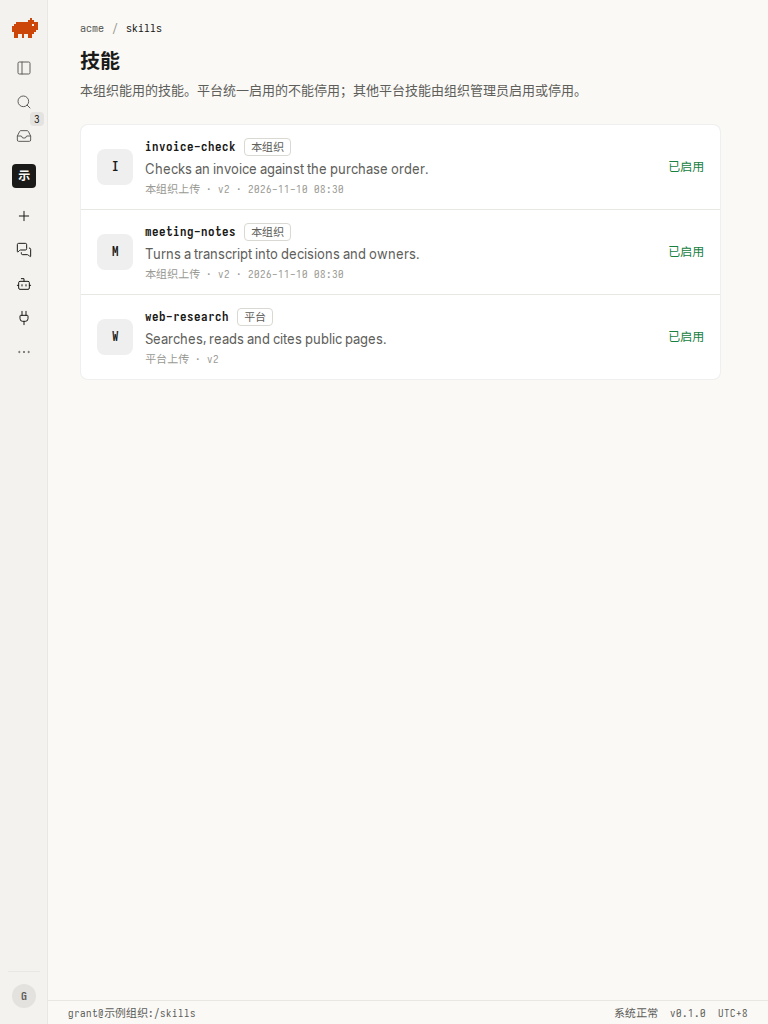 acme / skills
技能
本组织能用的技能。平台统一启用的不能停用；其他平台技能由组织管理员启用或停用。
3
示
I
invoice-check 本组织
Checks an invoice against the purchase order.
本组织上传 · v2 · 2026-11-10 08:30
已启用
M
meeting-notes 本组织
Turns a transcript into decisions and owners.
本组织上传 · v2 · 2026-11-10 08:30
已启用
W
web-research 平台
Searches, reads and cites public pages.
平台上传 · v2
已启用
G
grant@示例组织:/skills
系统正常 v0.1.0 UTC+8